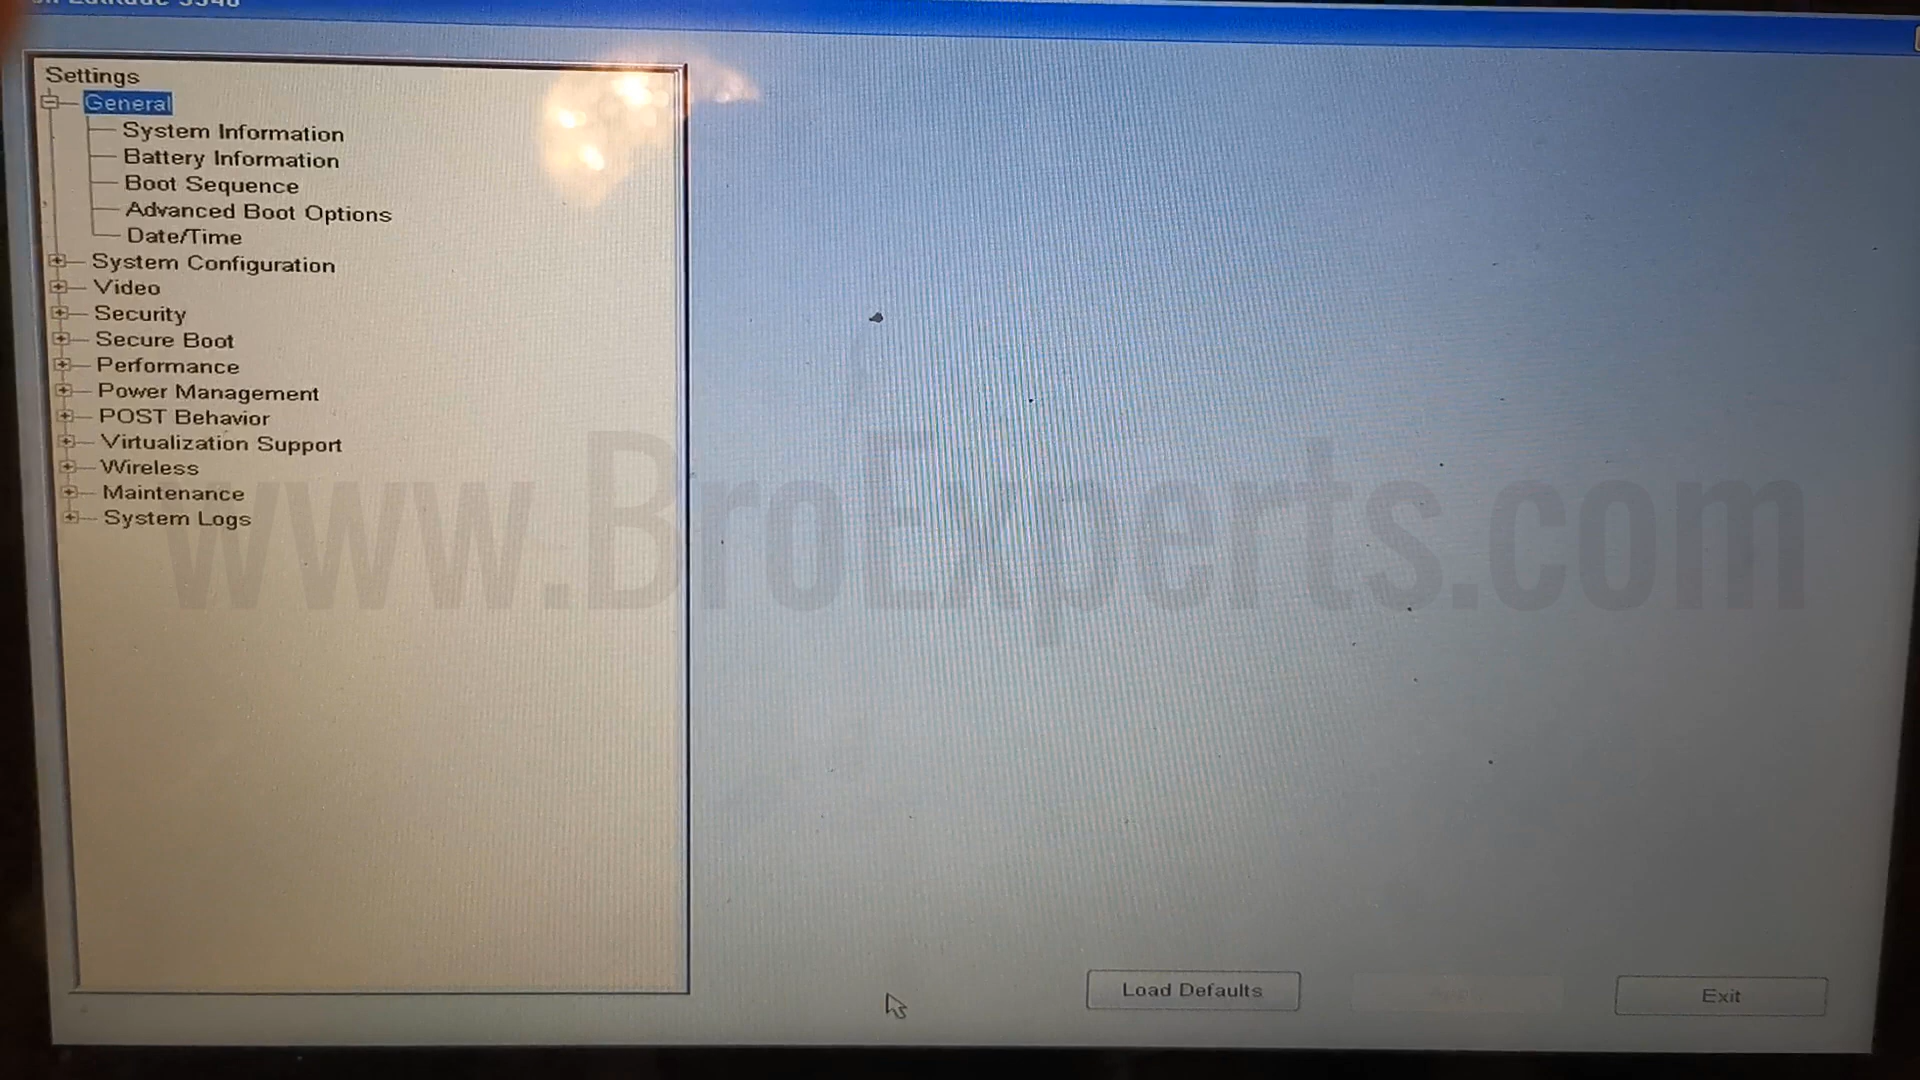 Settings
General
System Information
Battery Information
Boot Sequence
Advanced Boot Options
Date/Time
System Configuration
Video
Security
Secure Boot
Performance
Power Management
POST Behavior
Virtualization Support
Wireless
Maintenance
System Logs
www.BroExperts.com
Load Defaults
Exit